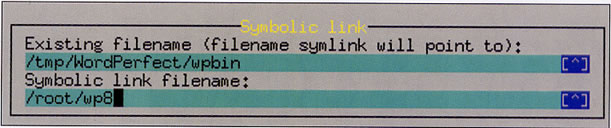 Symbolic link
Existing filename (filename symlink will point to):
/tmp/WordPerfect/wpbin
[^]
Symbolic link filename:
/root/wp8
[^]